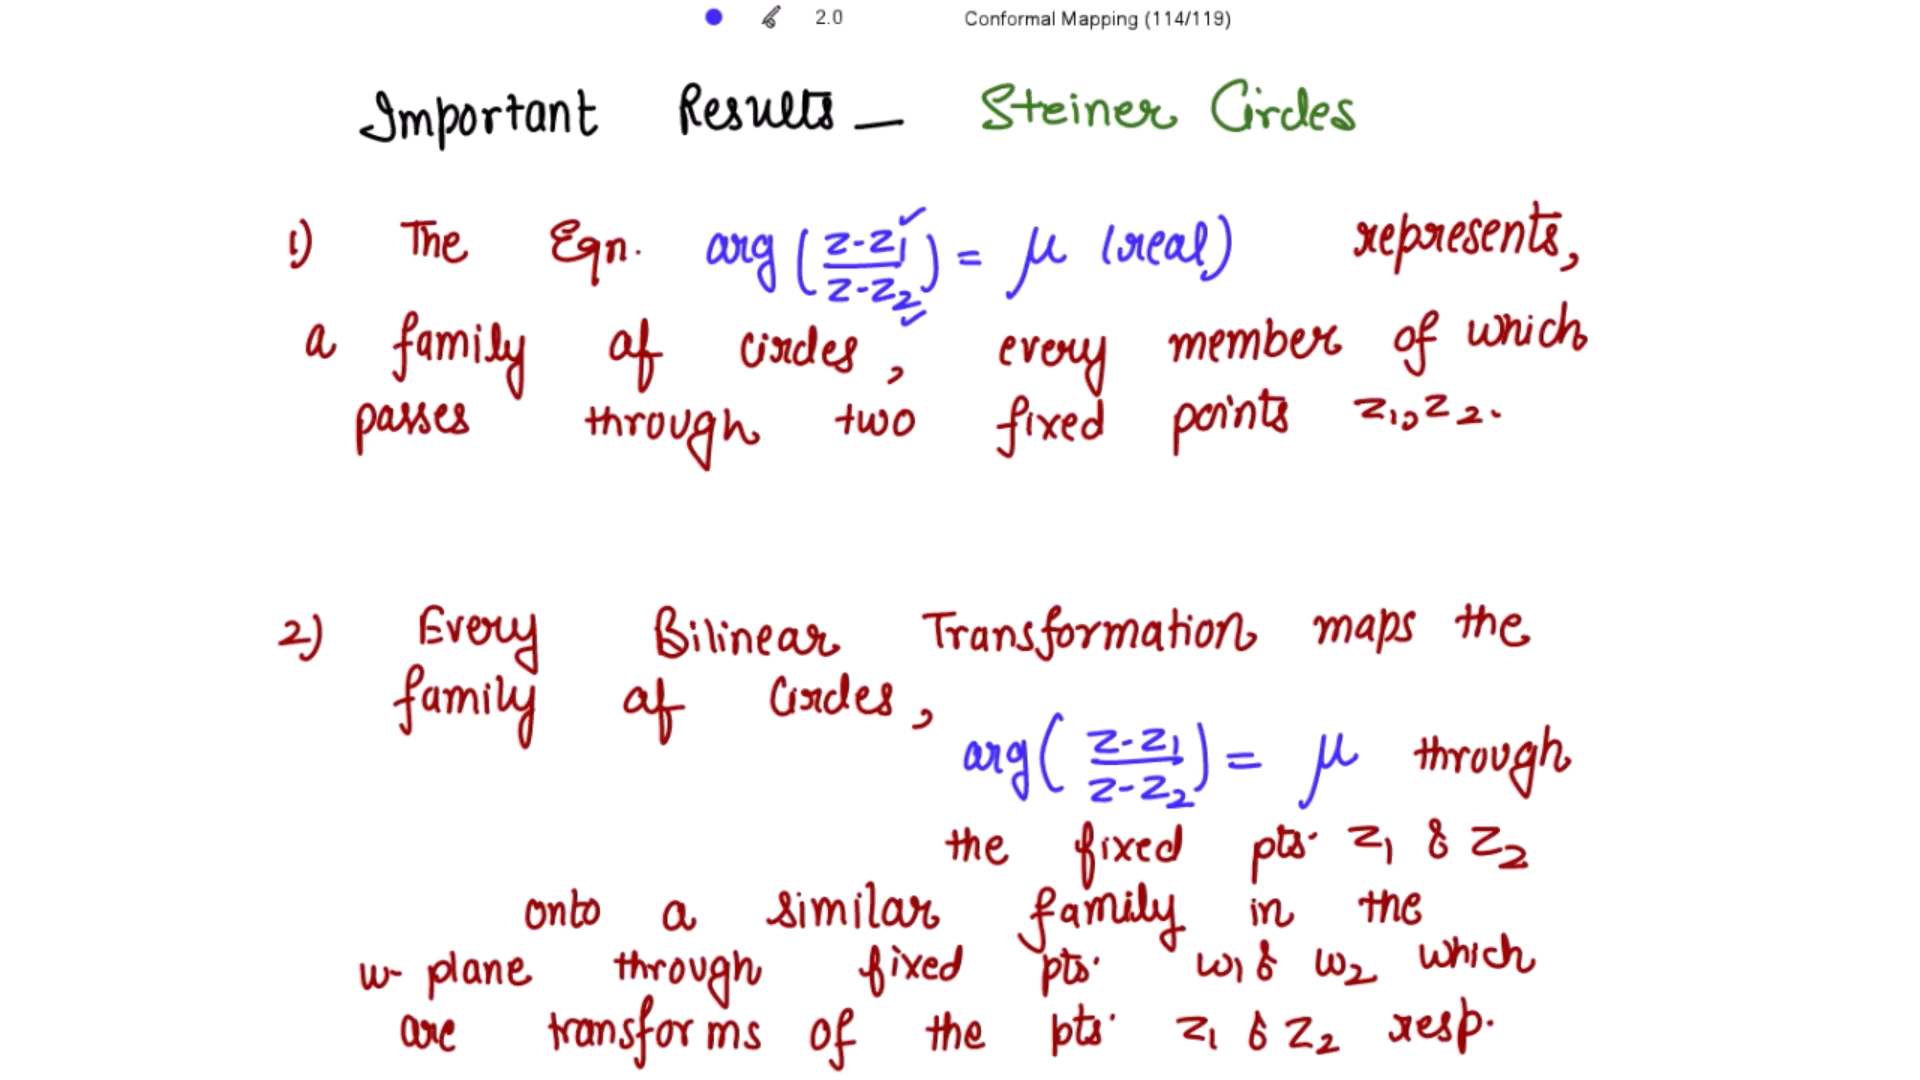 2.0 Conformal Mapping (114/119)
Important Results — Steiner Circles
1) The Eqn. arg (z-z₁/z-z₂) = μ (real) represents,
a family of circles, every member of which
passes through two fixed points z₁, z₂.
2) Every Bilinear Transformation maps the
family of Circles,
arg (z-z₁/z-z₂) = μ through
the fixed pts. z₁ & z₂
onto a similar family in the
w-plane through fixed pts. w₁ & w₂ which
are transforms of the pts. z₁ & z₂ resp.